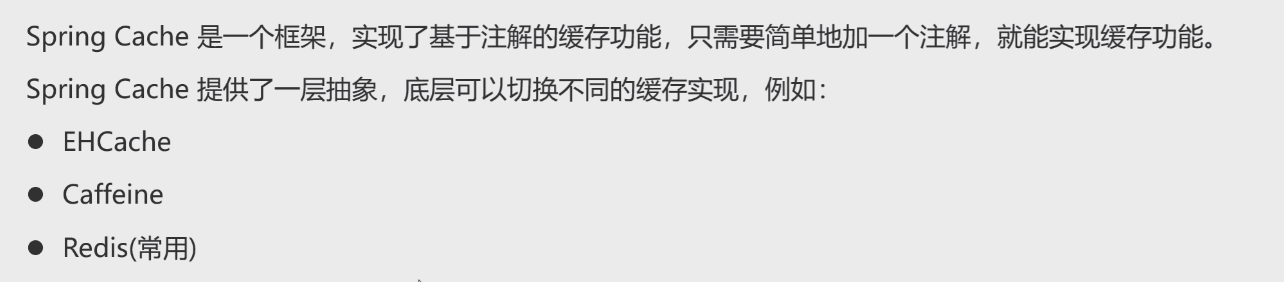 Spring Cache 是一个框架，实现了基于注解的缓存功能，只需要简单地加一个注解，就能实现缓存功能。
Spring Cache 提供了一层抽象，底层可以切换不同的缓存实现，例如：
● EHCache
● Caffeine
● Redis(常用)